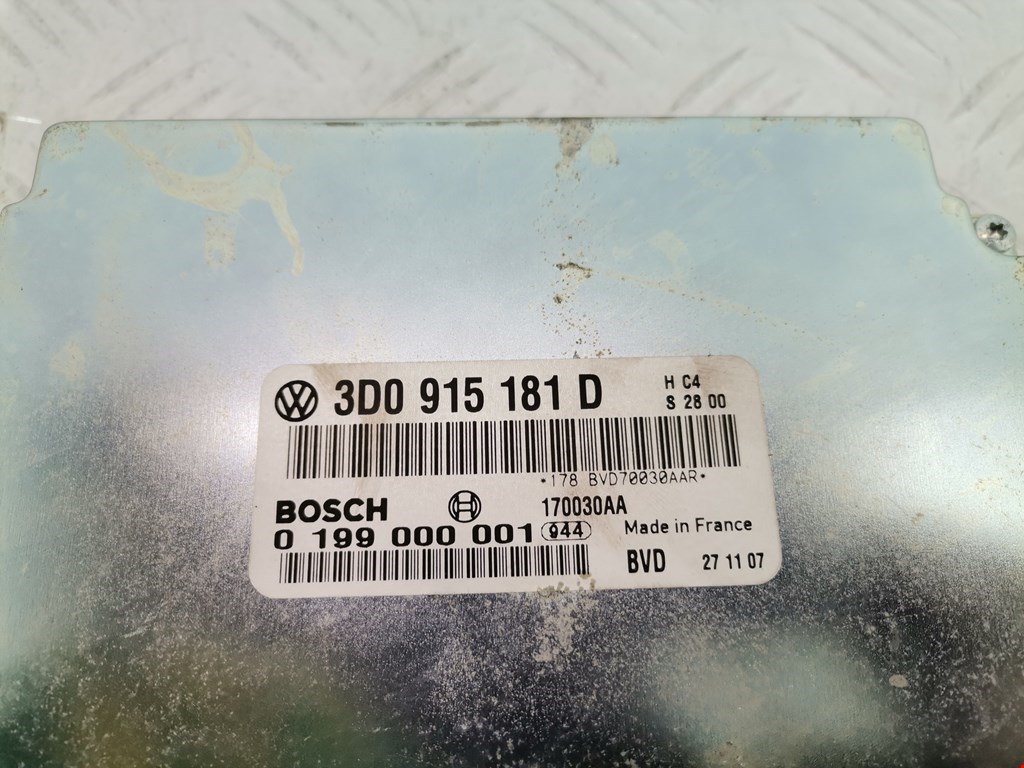 3D0 915 181 D
H C4
S 28 00
*178 BVD70030AAR*
BOSCH
170030AA
0 199 000 001 944
Made in France
BVD 27 11 07